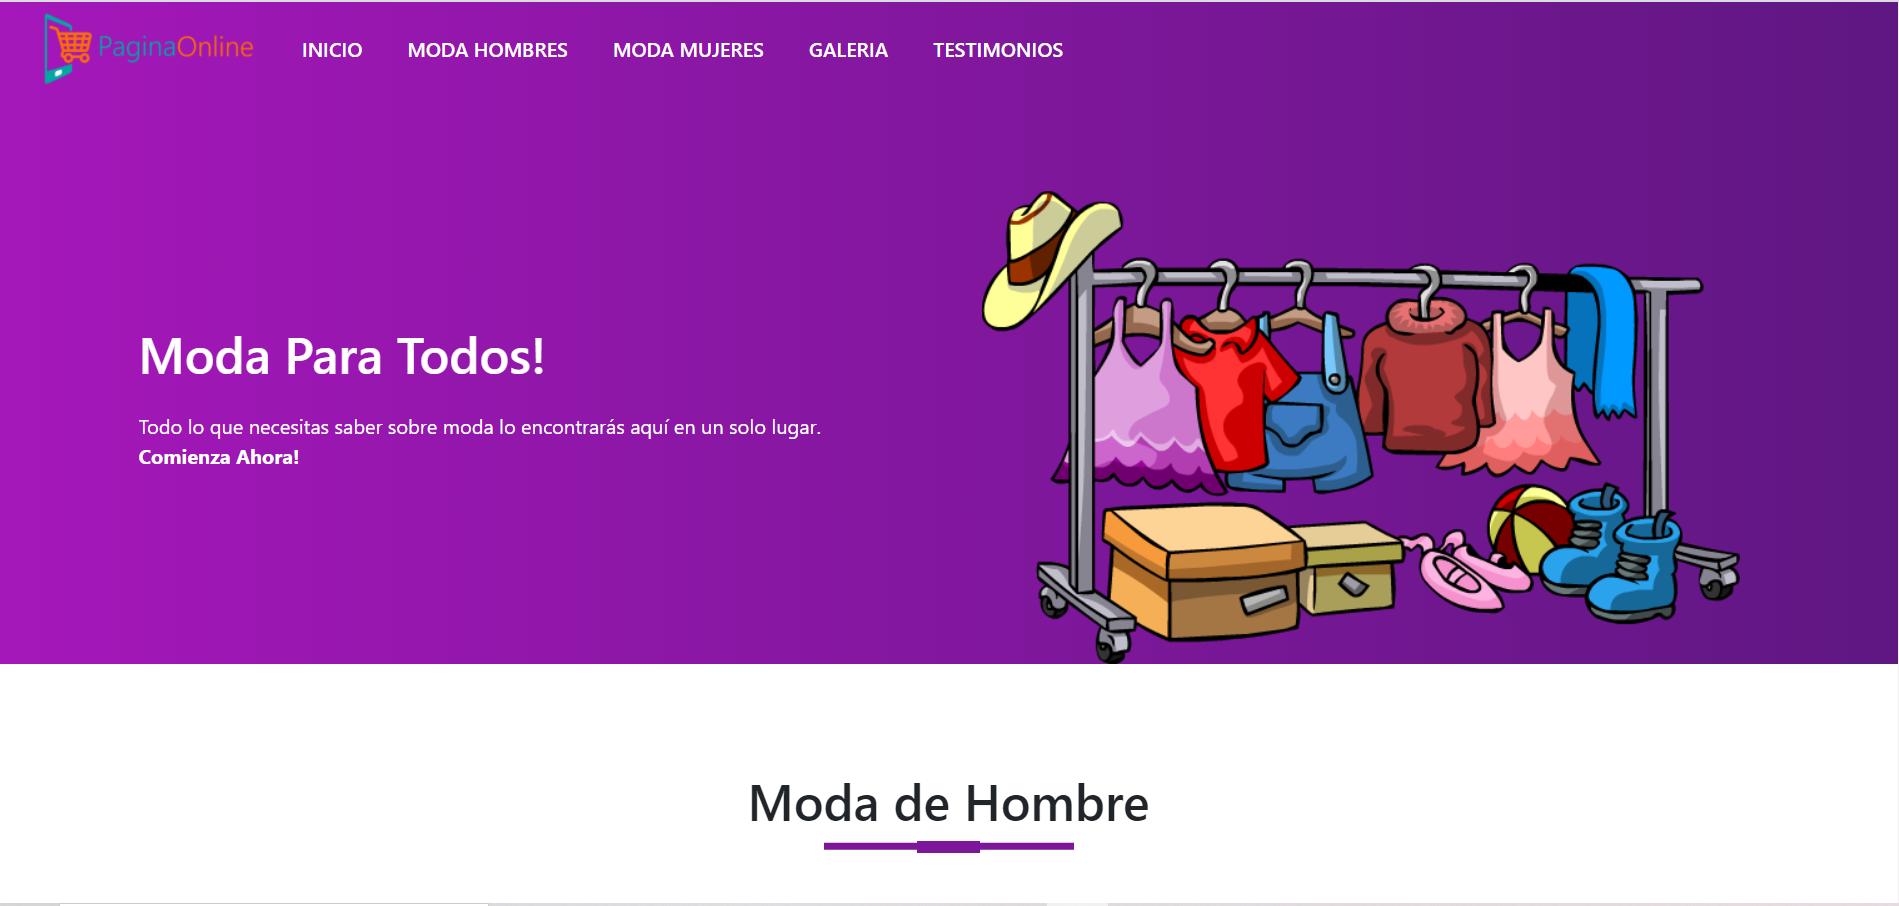 PaginaOnline
INICIO MODA HOMBRES MODA MUJERES GALERIA TESTIMONIOS
Moda Para Todos!
Todo lo que necesitas saber sobre moda lo encontrarás aquí en un solo lugar.
Comienza Ahora!
Moda de Hombre